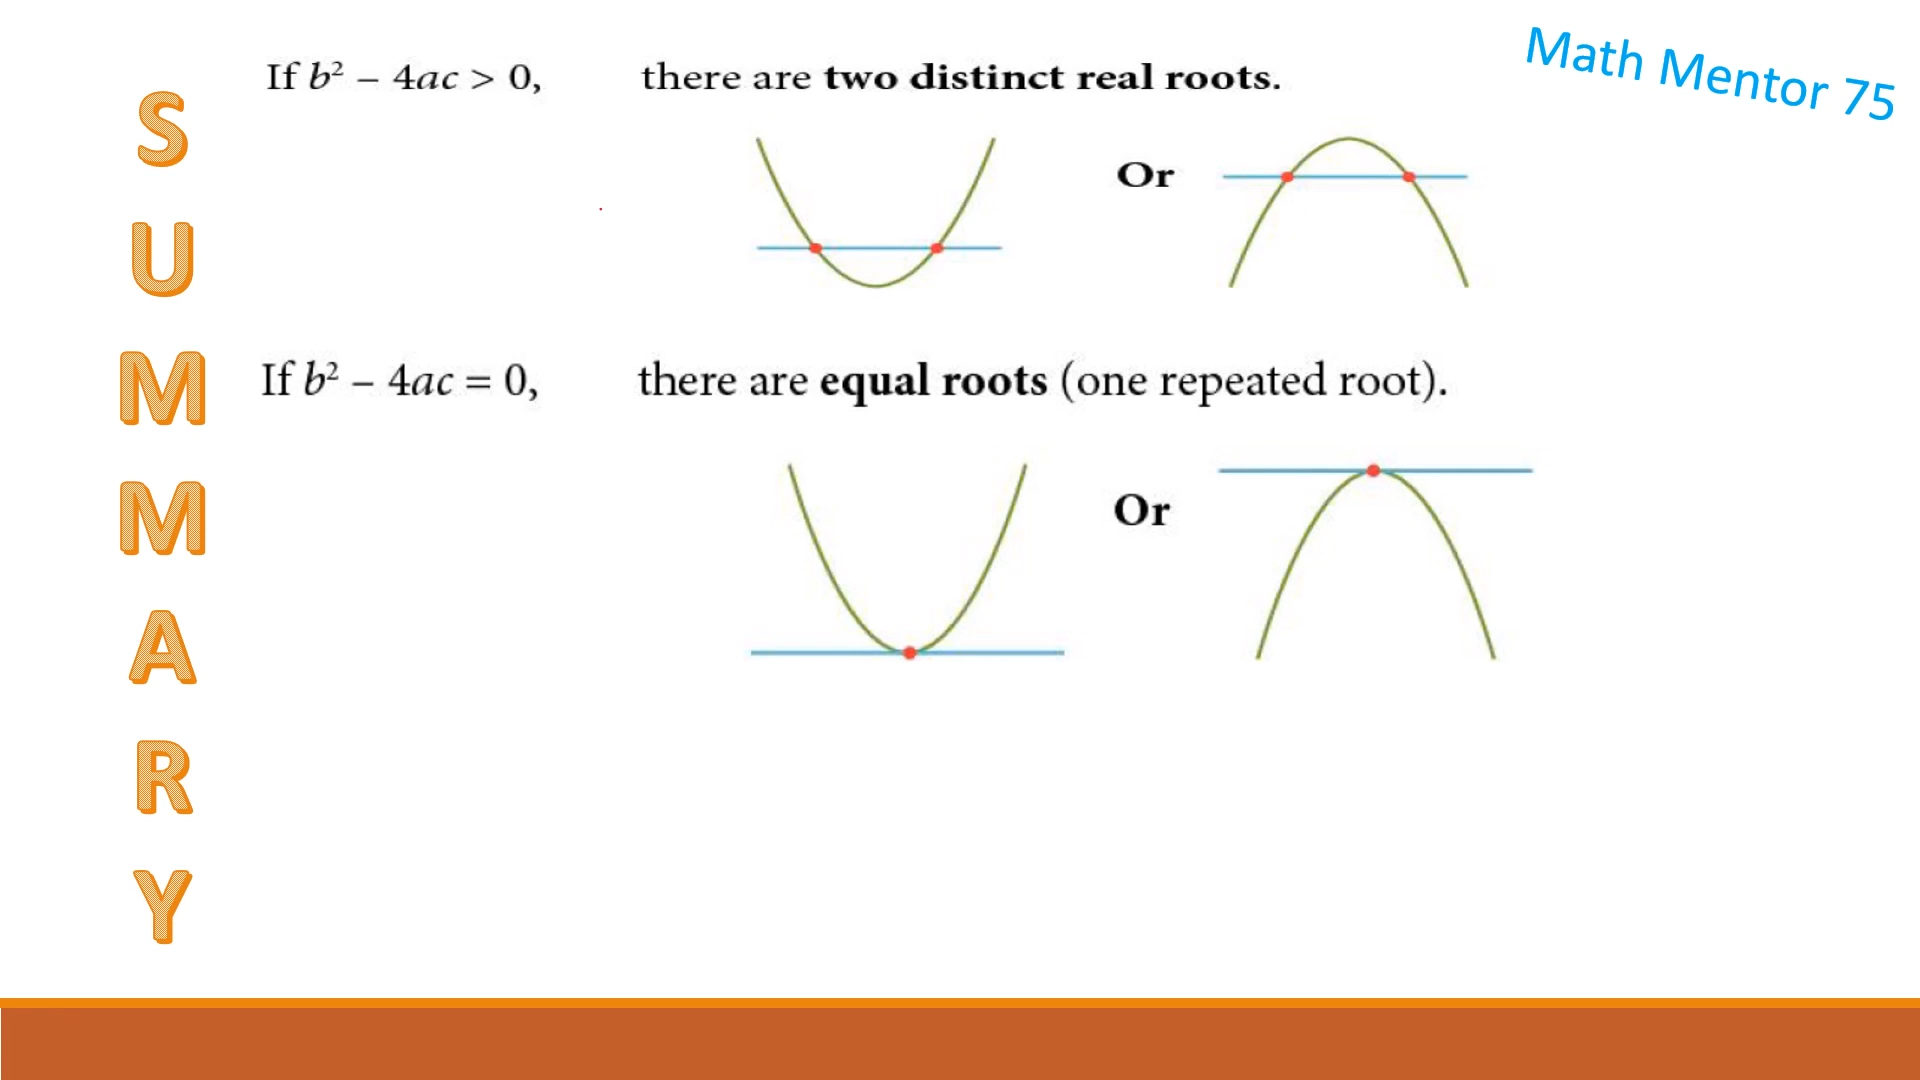 Math Mentor 75
S
U
M
M
A
R
Y
If b² – 4ac > 0, there are two distinct real roots.
Or
If b² – 4ac = 0, there are equal roots (one repeated root).
Or